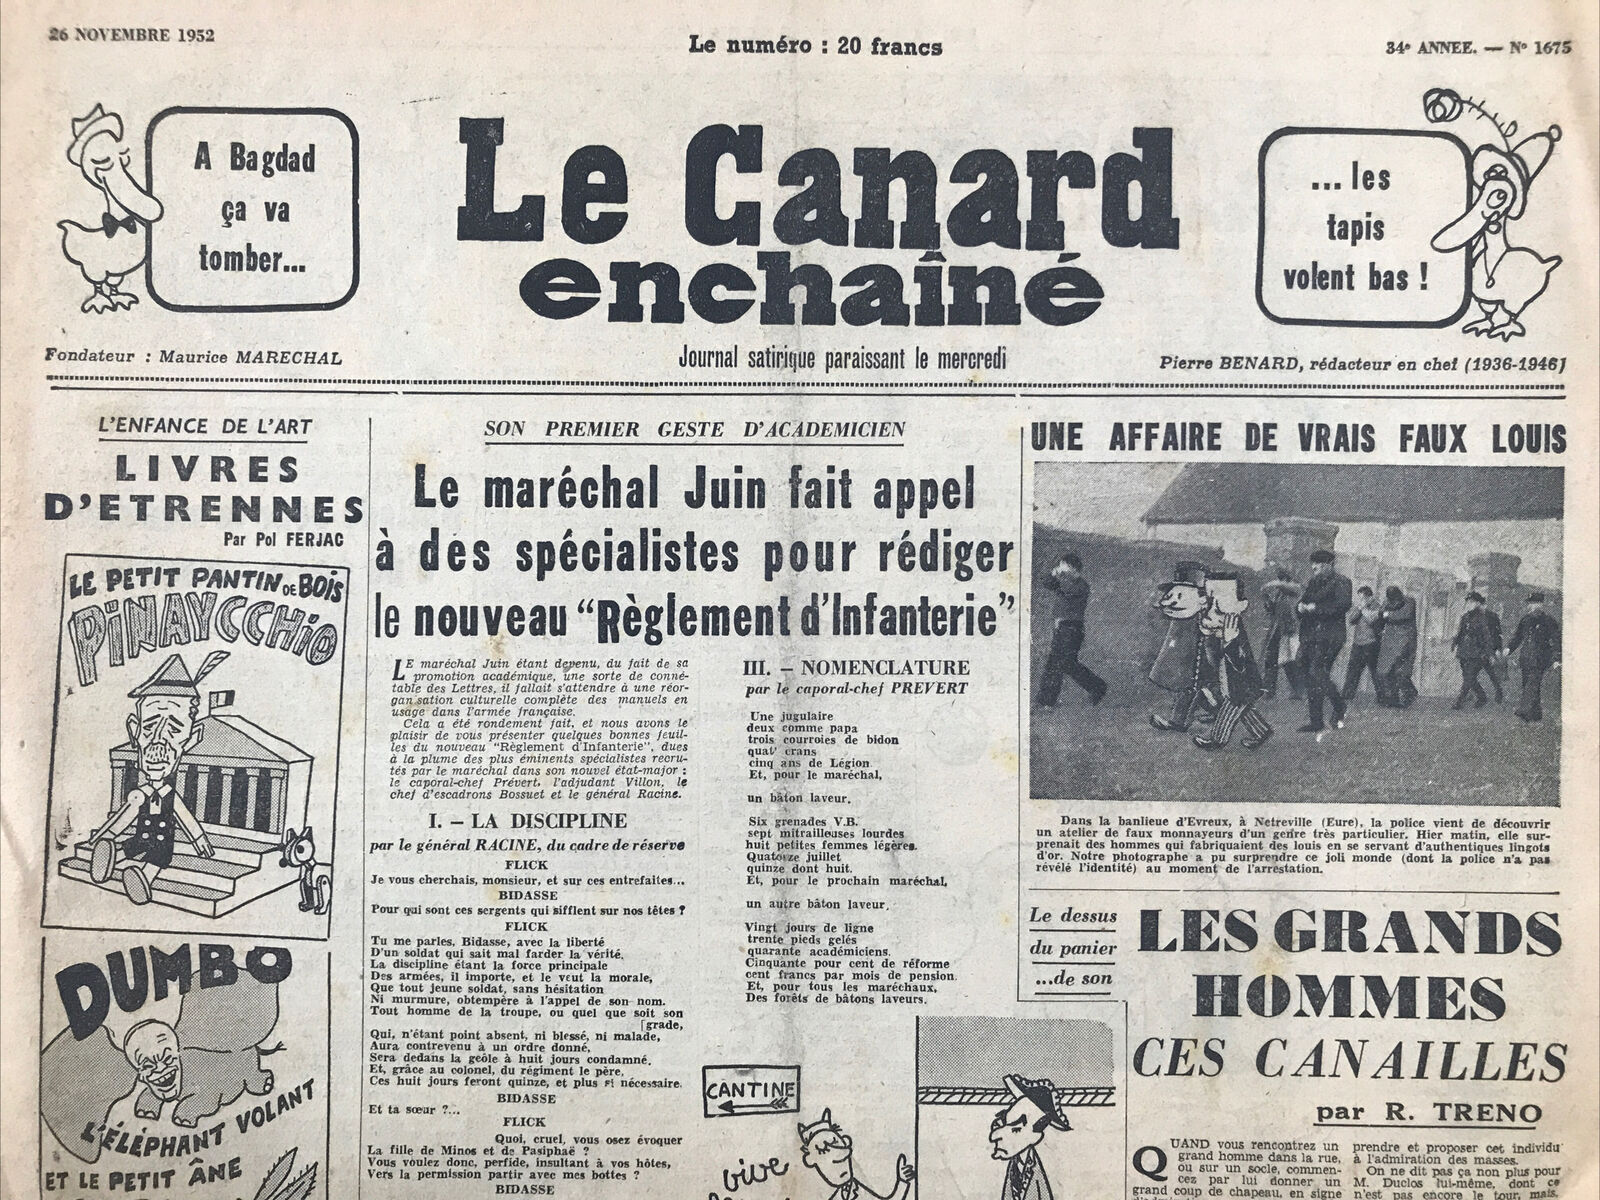 26 NOVEMBRE 1952
Le numéro : 20 francs
34e ANNEE. — No 1675
A Bagdad
ça va
tomber...
Le Canard
enchaîné
... les
tapis
volent bas !
Fondateur : Maurice MARECHAL
Journal satirique paraissant le mercredi
Pierre BENARD, rédacteur en chef (1936-1946)
L'ENFANCE DE L'ART
LIVRES
D'ETRENNES
Par Pol FERJAC
LE PETIT PANTIN DE BOIS
PINAYCCHIO
DUMBO
L'ÉLÉPHANT VOLANT
ET LE PETIT ÂNE
SON PREMIER GESTE D'ACADEMICIEN
Le maréchal Juin fait appel
à des spécialistes pour rédiger
le nouveau "Règlement d'Infanterie"
LE maréchal Juin étant devenu, du fait de sa
promotion académique, une sorte de conné-
table des Lettres, il fallait s'attendre à une réor-
gan sation culturelle complète des manuels en
usage dans l'armée française.
Cela a été rondement fait, et nous avons le
plaisir de vous présenter quelques bonnes feuil-
les du nouveau "Règlement d'Infanterie", dues
à la plume des plus éminents spécialistes recru-
tés par le maréchal dans son nouvel état-major :
le caporal-chef Prévert, l'adjudant Villon, le
chef d'escadrons Bossuet et le général Racine.
I. — LA DISCIPLINE
par le général RACINE, du cadre de réserve
FLICK
Je vous cherchais, monsieur, et sur ces entrefaites...
BIDASSE
Pour qui sont ces sergents qui sifflent sur nos têtes ?
FLICK
Tu me parles, Bidasse, avec la liberté
D'un soldat qui sait mal farder la vérité.
La discipline étant la force principale
Des armées, il importe, et le veut la morale,
Que tout jeune soldat, sans hésitation
Ni murmure, obtempère à l'appel de son nom.
Tout homme de la troupe, ou quel que soit son
[grade,
Qui, n'étant point absent, ni blessé, ni malade,
Aura contrevenu à un ordre donné,
Sera dedans la geôle à huit jours condamné.
Et, grâce au colonel, du régiment le père,
Ces huit jours feront quinze, et plus si nécessaire.
BIDASSE
Et ta sœur ?...
FLICK
Quoi, cruel, vous osez évoquer
La fille de Minos et de Pasiphaé ?
Vous voulez donc, perfide, insultant à vos hôtes,
Vers la permission partir avec mes bottes ?
BIDASSE
III. — NOMENCLATURE
par le caporal-chef PREVERT
Une jugulaire
deux comme papa
trois courroies de bidon
quat' crans
cinq ans de Légion
Et, pour le maréchal,
un bâton laveur.
Six grenades V.B.
sept mitrailleuses lourdes
huit petites femmes légères.
Quatorze juillet
quinze dont huit.
Et, pour le prochain maréchal,
un autre bâton laveur.
Vingt jours de ligne
trente pieds gelés
quarante académiciens.
Cinquante pour cent de réforme
cent francs par mois de pension.
Et, pour tous les maréchaux,
Des forêts de bâtons laveurs.
CANTINE
vive
UNE AFFAIRE DE VRAIS FAUX LOUIS
Dans la banlieue d'Evreux, à Netreville (Eure), la police vient de découvrir
un atelier de faux monnayeurs d'un genre très particulier. Hier matin, elle sur-
prenait des hommes qui fabriquaient des louis en se servant d'authentiques lingots
d'or. Notre photographe a pu surprendre ce joli monde (dont la police n'a pas
révélé l'identité) au moment de l'arrestation.
Le dessus
du panier
...de son
LES GRANDS
HOMMES
CES CANAILLES
par R. TRENO
QUAND vous rencontrez un
grand homme dans la rue,
ou sur un socle, commen-
cez par lui donner un
grand coup de chapeau, en signe
prendre et proposer cet individu
à l'admiration des masses.
On ne dit pas ça non plus pour
M. Duclos lui-même, dont ce
n'est pas encore le tour, mais